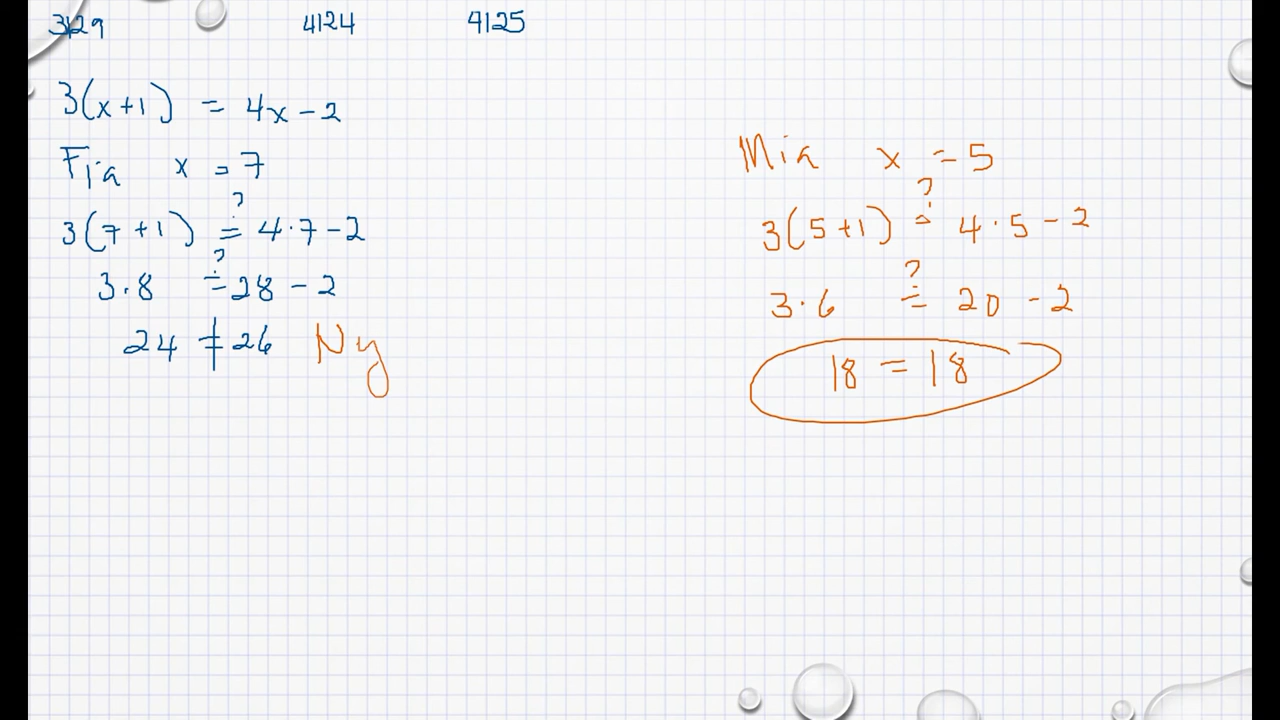 3129 4124 4125
3(x+1) = 4x-2
Fia x = 7
3(7+1) ≟ 4·7-2
3·8 ≟ 28-2
24 ≠ 26 Ny
Mia x = 5
3(5+1) ≟ 4·5-2
3·6 ≟ 20-2
18 = 18